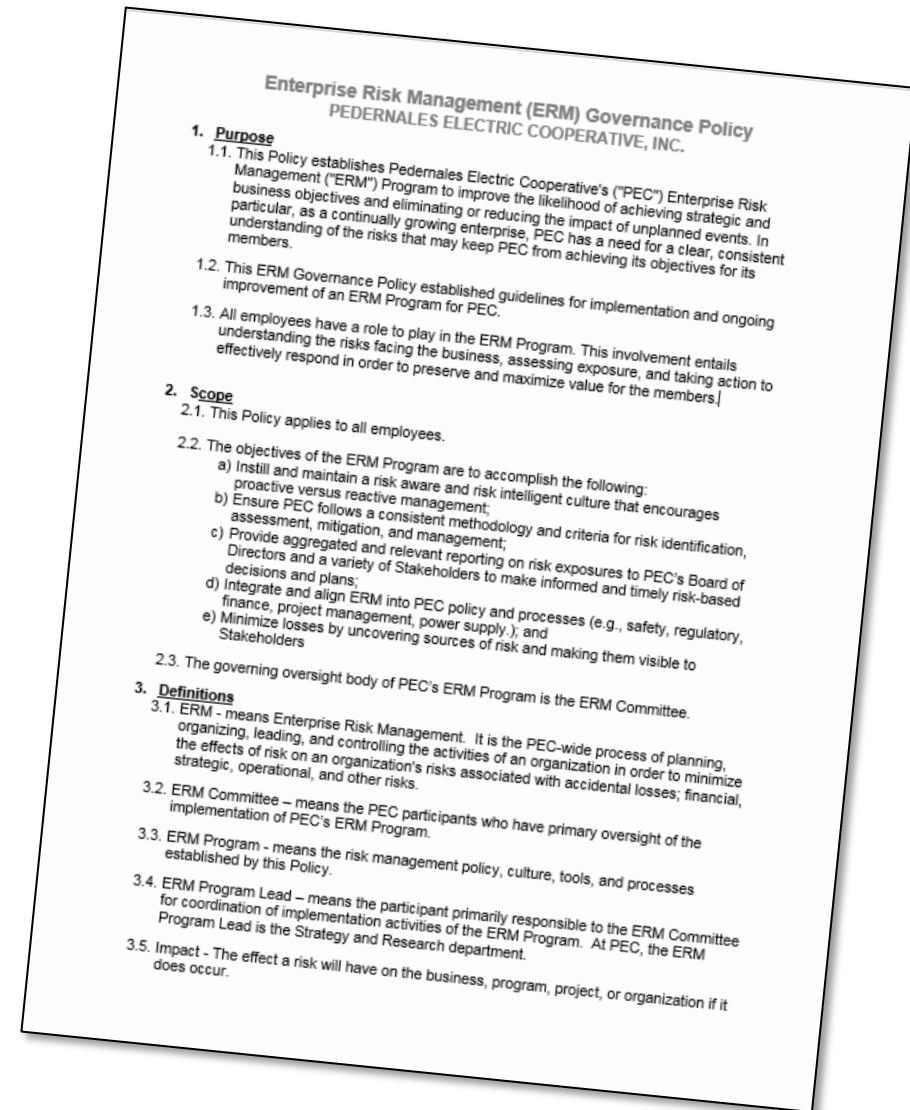 Enterprise Risk Management (ERM) Governance Policy
PEDERNALES ELECTRIC COOPERATIVE, INC.
1. Purpose
1.1. This Policy establishes Pedernales Electric Cooperative's ("PEC") Enterprise Risk
Management ("ERM") Program to improve the likelihood of achieving strategic and
business objectives and eliminating or reducing the impact of unplanned events. In
particular, as a continually growing enterprise, PEC has a need for a clear, consistent
understanding of the risks that may keep PEC from achieving its objectives for its
members.
1.2. This ERM Governance Policy established guidelines for implementation and ongoing
improvement of an ERM Program for PEC.
1.3. All employees have a role to play in the ERM Program. This involvement entails
understanding the risks facing the business, assessing exposure, and taking action to
effectively respond in order to preserve and maximize value for the members.
2. Scope
2.1. This Policy applies to all employees.
2.2. The objectives of the ERM Program are to accomplish the following:
a) Instill and maintain a risk aware and risk intelligent culture that encourages
proactive versus reactive management;
b) Ensure PEC follows a consistent methodology and criteria for risk identification,
assessment, mitigation, and management;
c) Provide aggregated and relevant reporting on risk exposures to PEC's Board of
Directors and a variety of Stakeholders to make informed and timely risk-based
decisions and plans;
d) Integrate and align ERM into PEC policy and processes (e.g., safety, regulatory,
finance, project management, power supply.); and
e) Minimize losses by uncovering sources of risk and making them visible to
Stakeholders
2.3. The governing oversight body of PEC's ERM Program is the ERM Committee.
3. Definitions
3.1. ERM - means Enterprise Risk Management. It is the PEC-wide process of planning,
organizing, leading, and controlling the activities of an organization in order to minimize
the effects of risk on an organization's risks associated with accidental losses; financial,
strategic, operational, and other risks.
3.2. ERM Committee – means the PEC participants who have primary oversight of the
implementation of PEC's ERM Program.
3.3. ERM Program - means the risk management policy, culture, tools, and processes
established by this Policy.
3.4. ERM Program Lead – means the participant primarily responsible to the ERM Committee
for coordination of implementation activities of the ERM Program. At PEC, the ERM
Program Lead is the Strategy and Research department.
3.5. Impact - The effect a risk will have on the business, program, project, or organization if it
does occur.